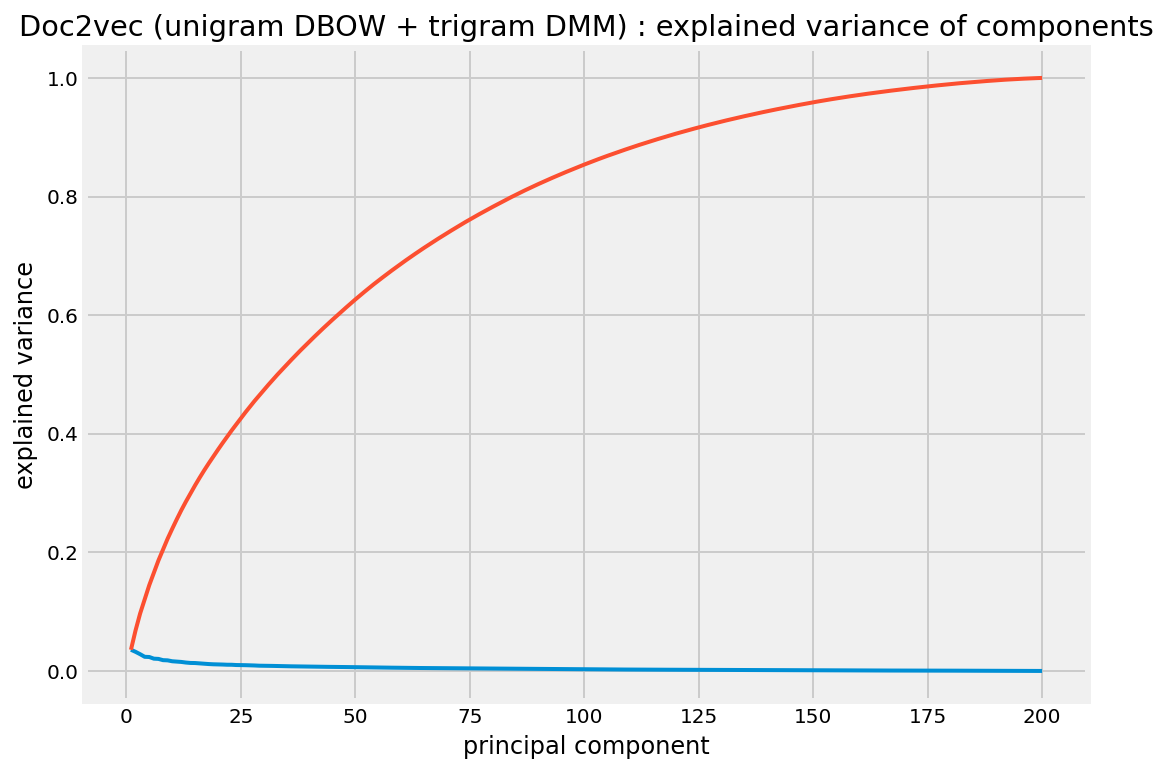 Doc2vec (unigram DBOW + trigram DMM) : explained variance of components
1.0
0.8
0.6
0.4
0.2
0.0
explained variance
0 25 50 75 100 125 150 175 200
principal component